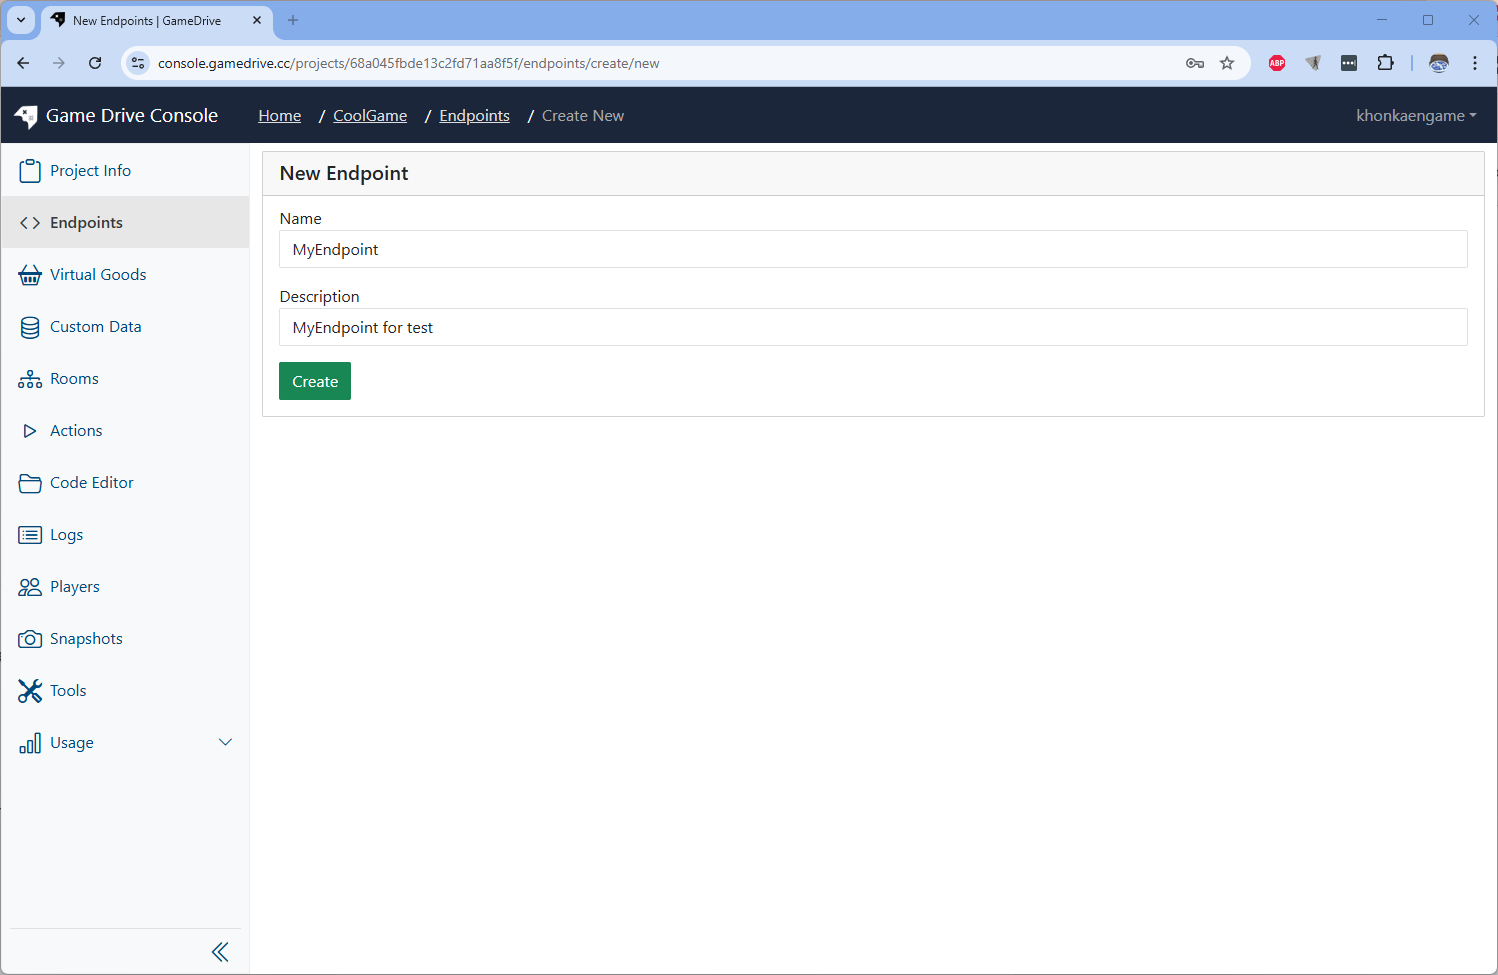 New Endpoints | GameDrive
console.gamedrive.cc/projects/68a045fbde13c2fd71aa8f5f/endpoints/create/new
ABP
Game Drive Console
Home / CoolGame / Endpoints / Create New
khonkaengame
Project Info
Endpoints
Virtual Goods
Custom Data
Rooms
Actions
Code Editor
Logs
Players
Snapshots
Tools
Usage
New Endpoint
Name
MyEndpoint
Description
MyEndpoint for test
Create